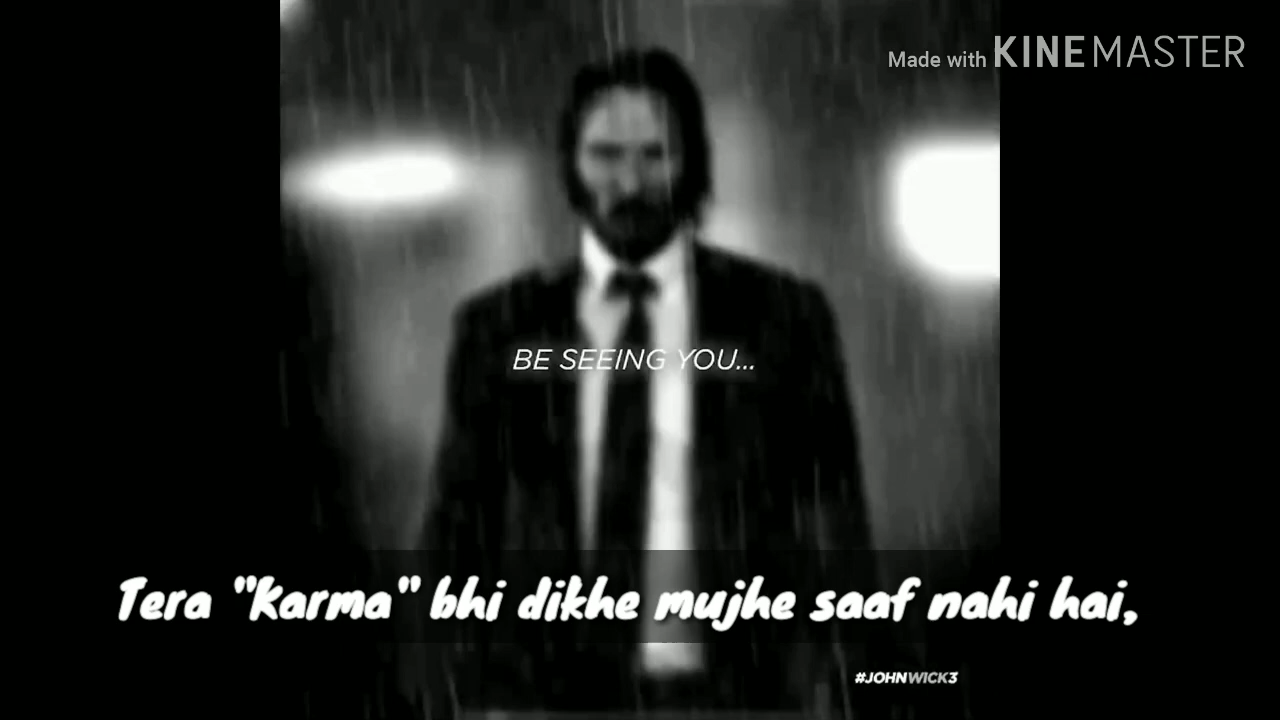 Made with KINEMASTER
BE SEEING YOU...
Tera "Karma" bhi dikhe mujhe saaf nahi hai,
#JOHNWICK3